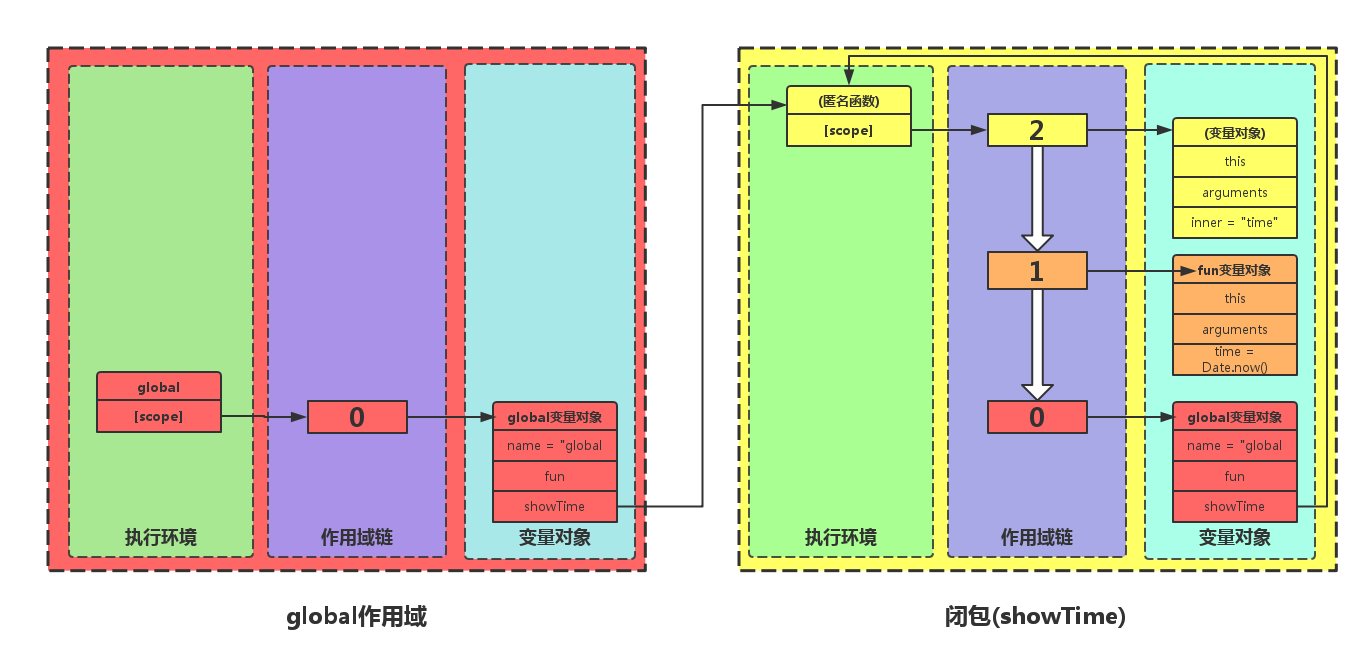 global
[scope]
执行环境
0
作用域链
global变量对象
name = "global
fun
showTime
变量对象
global作用域
(匿名函数)
[scope]
执行环境
2
1
0
作用域链
(变量对象)
this
arguments
inner = "time"
fun变量对象
this
arguments
time =
Date.now()
global变量对象
name = "global
fun
showTime
变量对象
闭包(showTime)